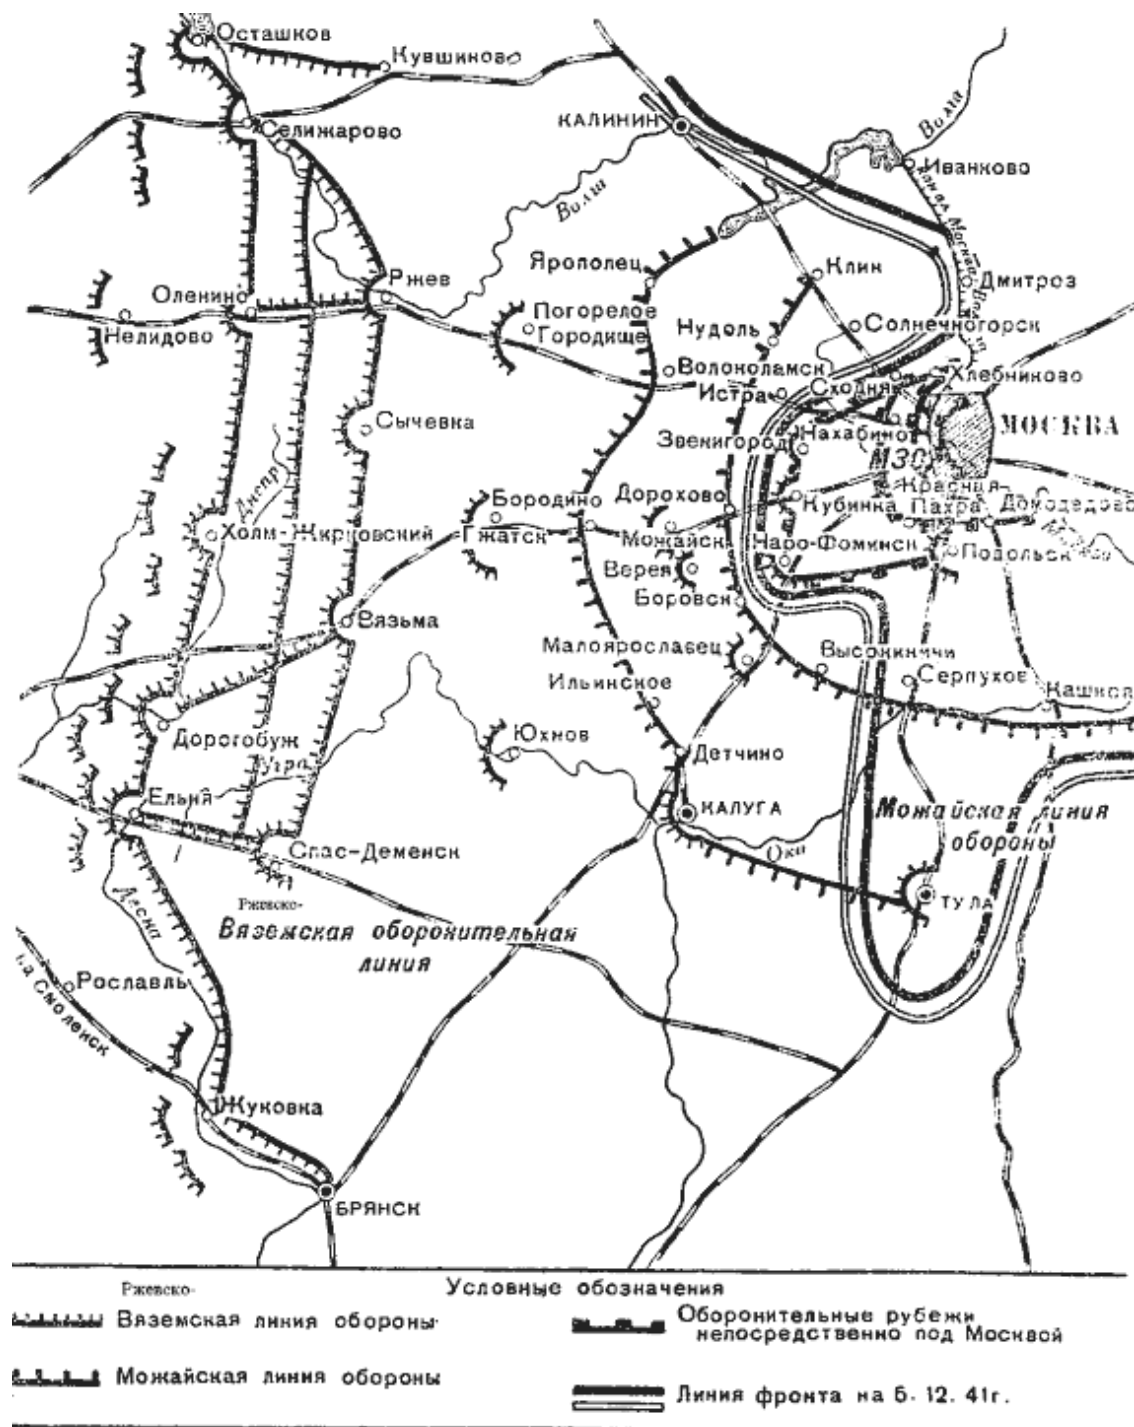 Осташков
Кувшиново
Селижарово
КАЛИНИН
Волга
Иванково
канал Москва
Волга
Ярополец
Клин
Дмитроз
Оленино
Ржев
Погорелое
Городище
Нудоль
Солнечногорск
Нелидово
Волоколамск
Истра
Сходня
Хлебниково
Сычевка
Звенигород
Нахабино
МОСКВА
МЗО
Днепр
Бородино
Дорохово
Красная
Пахра
Кубинка
Домодедово
Холм-Жирковский
Гжатск
Можайск
Наро-Фоминск
Подольск
Верея
Боровск
Вязьма
Малоярославец
Высокиничи
Ильинское
Серпухов
Кашира
Дорогобуж
Угра
Юхнов
Детчино
Ельня
КАЛУГА
Можайская линия
обороны
Спас-Деменск
Ока
Десна
Ржевско-
Вяземская оборонительная
линия
ТУЛА
Рославль
на Смоленск
Жуковка
БРЯНСК
Условные обозначения
Ржевско-
Вяземская линия обороны
Можайская линия обороны
Оборонительные рубежи
непосредственно под Москвой
Линия фронта на 5. 12. 41г.